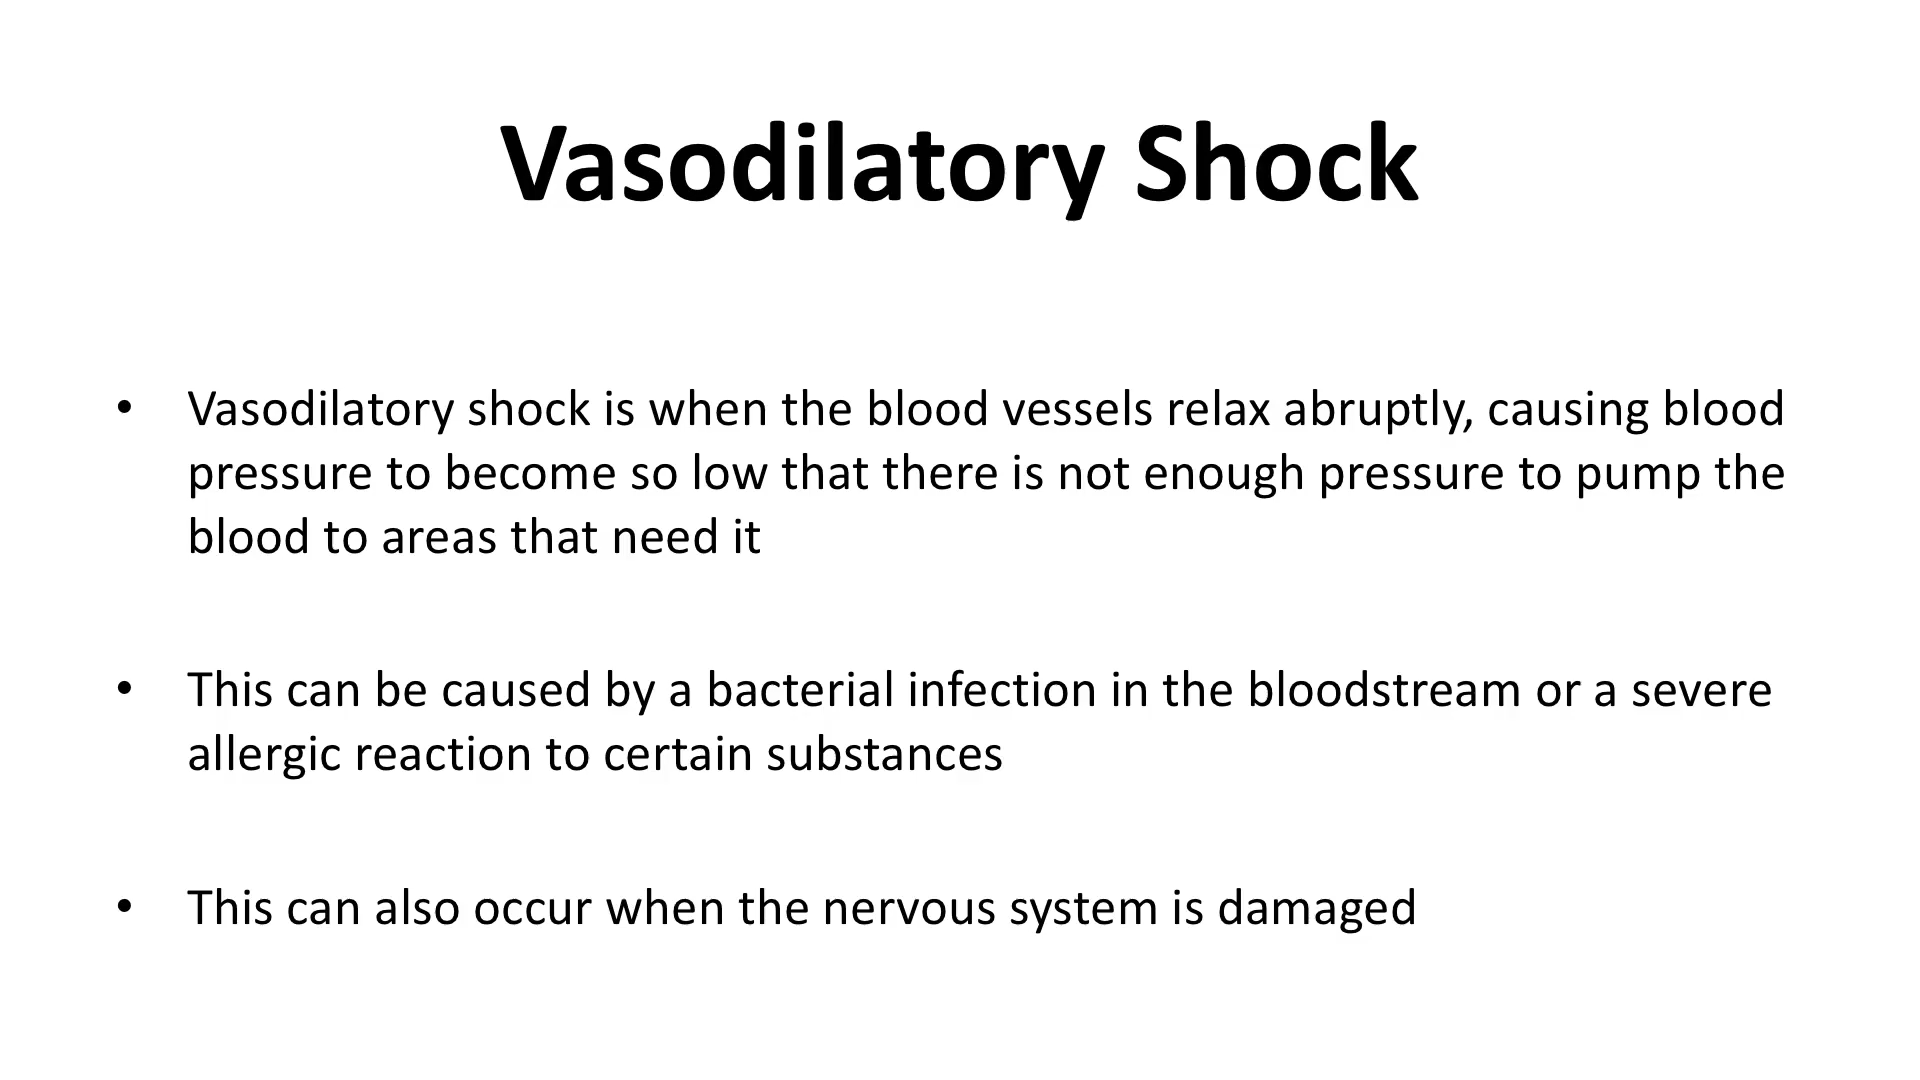 Vasodilatory Shock
• Vasodilatory shock is when the blood vessels relax abruptly, causing blood
pressure to become so low that there is not enough pressure to pump the
blood to areas that need it
• This can be caused by a bacterial infection in the bloodstream or a severe
allergic reaction to certain substances
• This can also occur when the nervous system is damaged